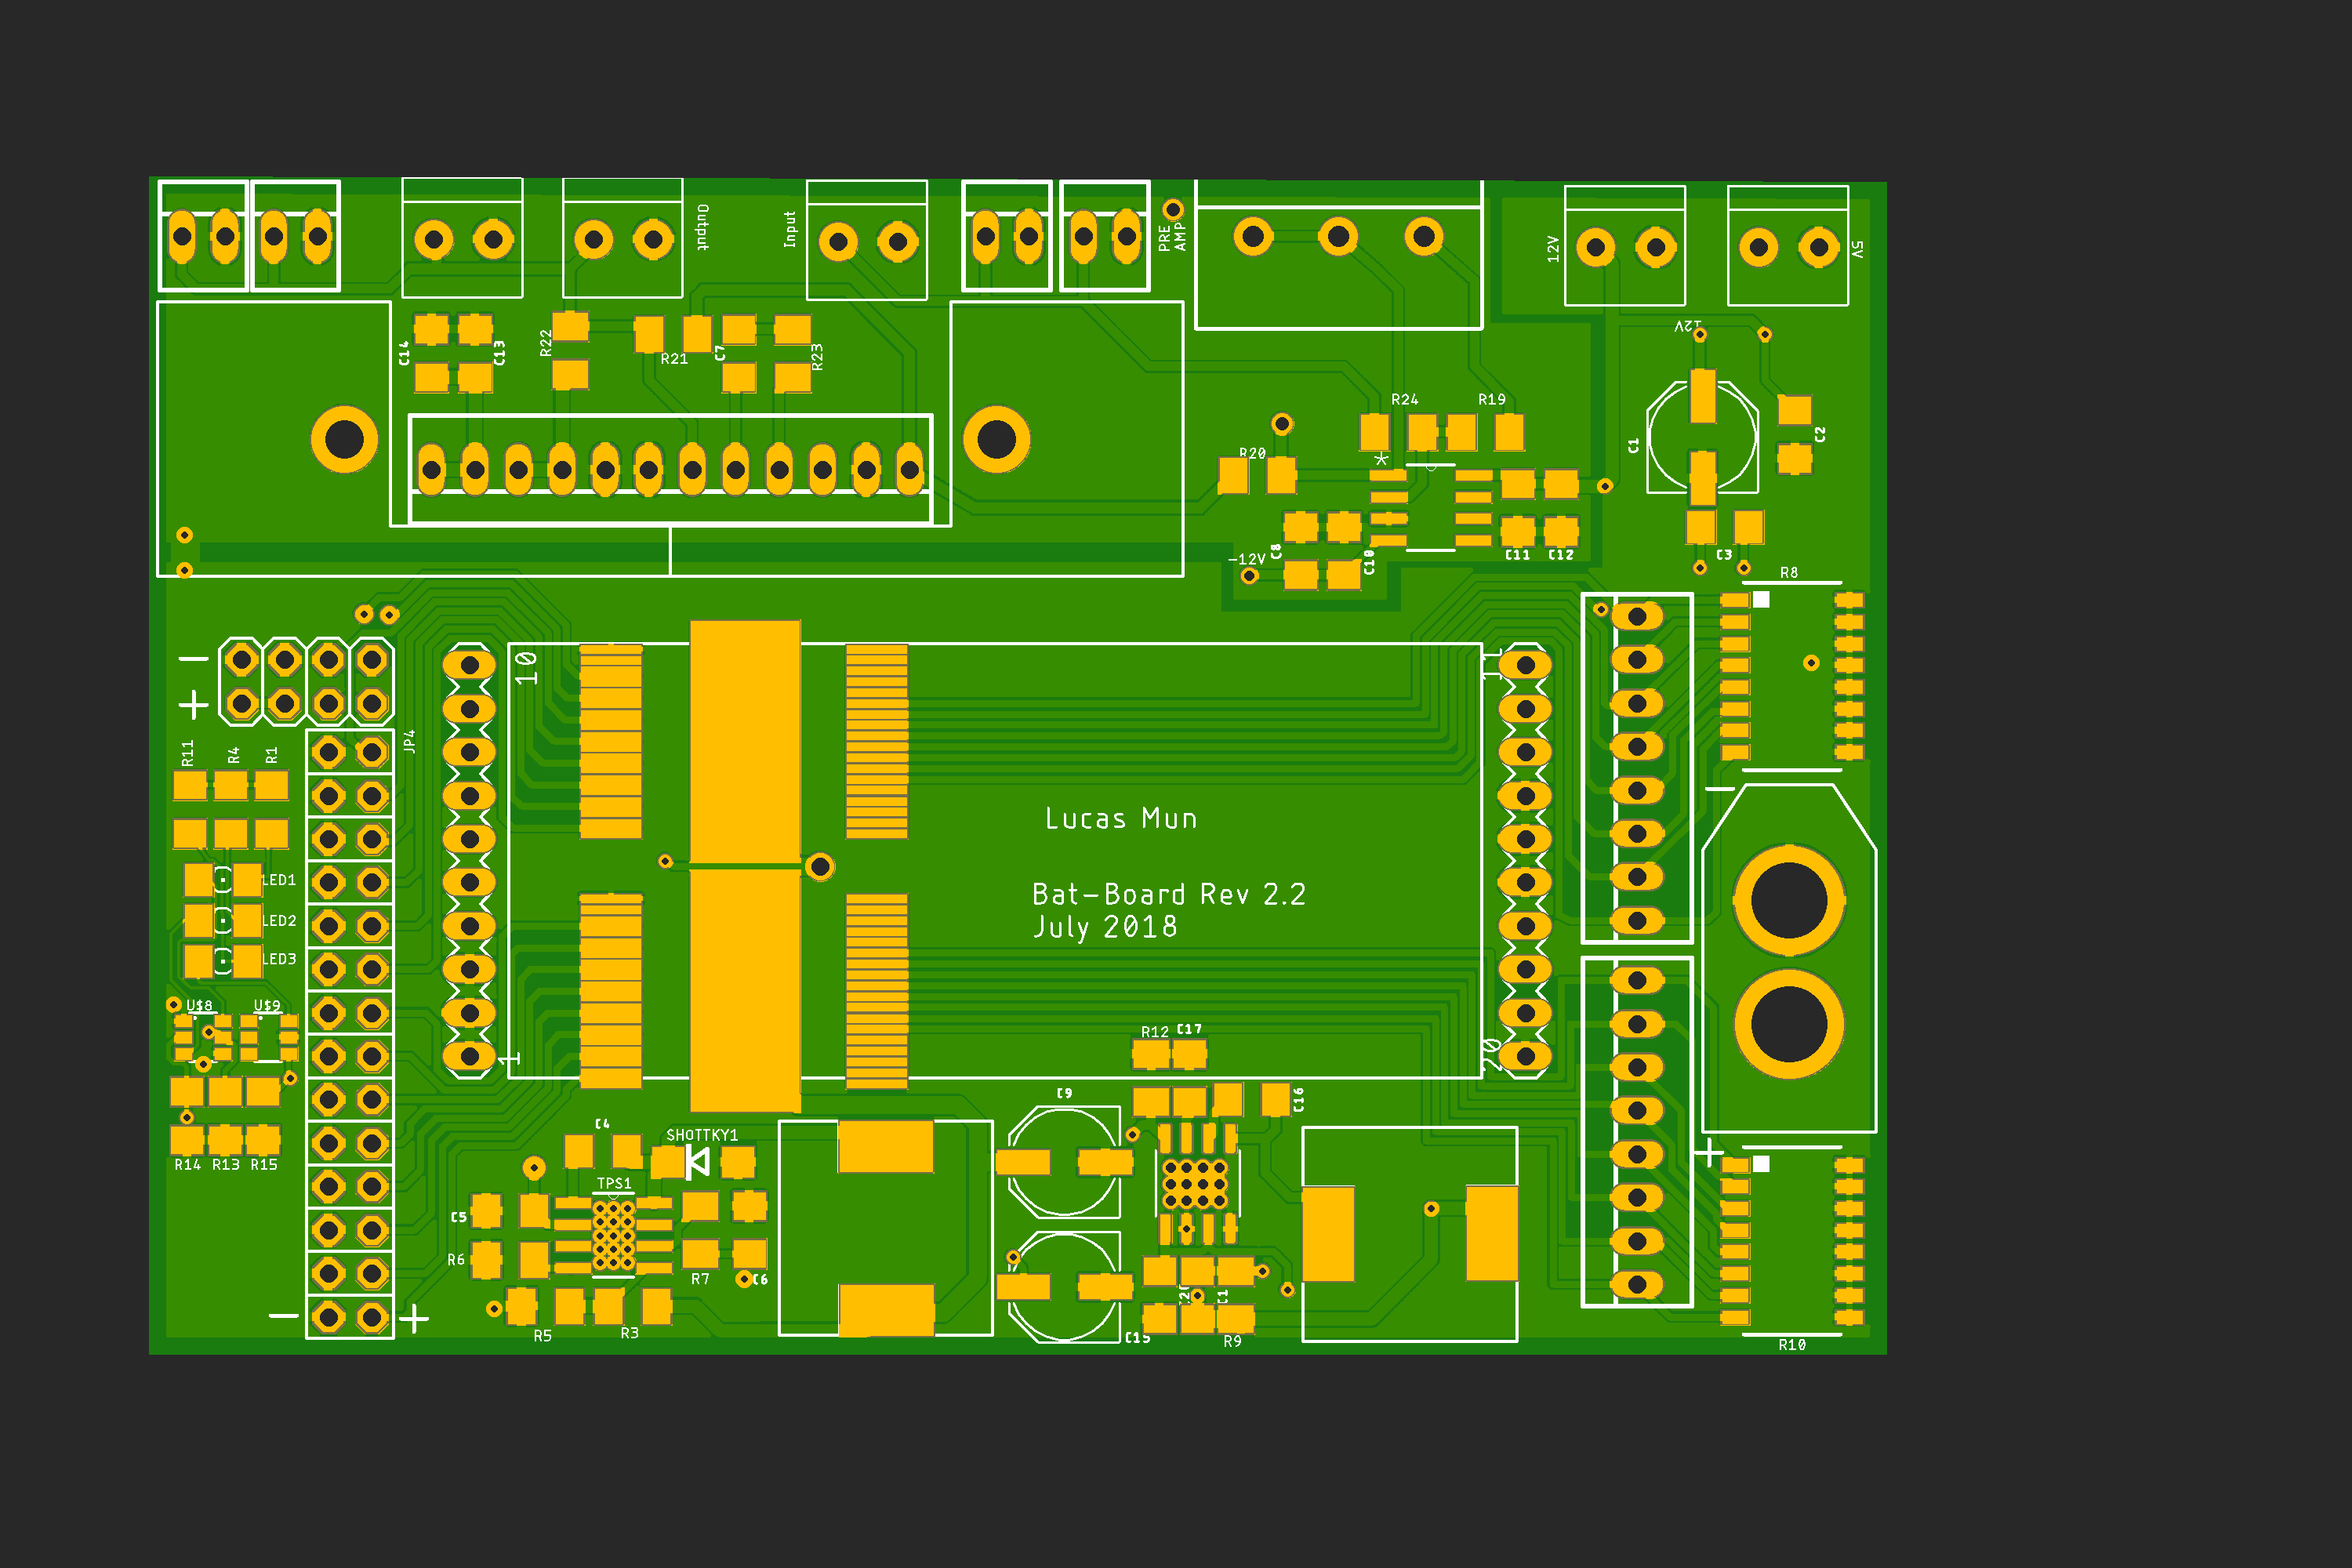 Output
Input
PRE
AMP
12V
5V
C14
C13
R22
R21
C7
R23
12V
R24
R19
C1
C2
R20
*
C8
C10
C11
C12
C3
-12V
R8
10
11
−
+
JP4
R11
R4
R1
−
Lucas Mun
LED1
LED2
LED3
Bat-Board Rev 2.2
July 2018
U$8
U$9
1
20
R12
C17
C9
C16
C4
SHOTTKY1
+
R14
R13
R15
TPS1
C5
R6
R7
C6
−
+
R5
R3
C15
R9
R10